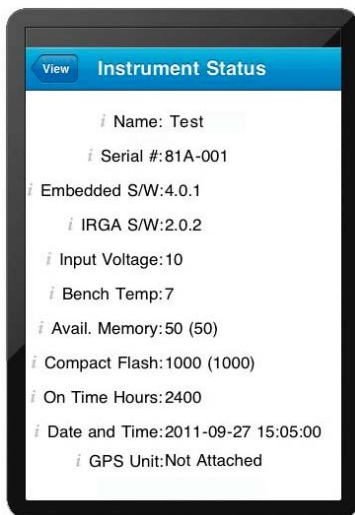 View
Instrument Status
i Name: Test
i Serial #:81A-001
i Embedded S/W:4.0.1
i IRGA S/W:2.0.2
i Input Voltage:10
i Bench Temp:7
i Avail. Memory:50 (50)
i Compact Flash:1000 (1000)
i On Time Hours:2400
i Date and Time:2011-09-27 15:05:00
i GPS Unit:Not Attached